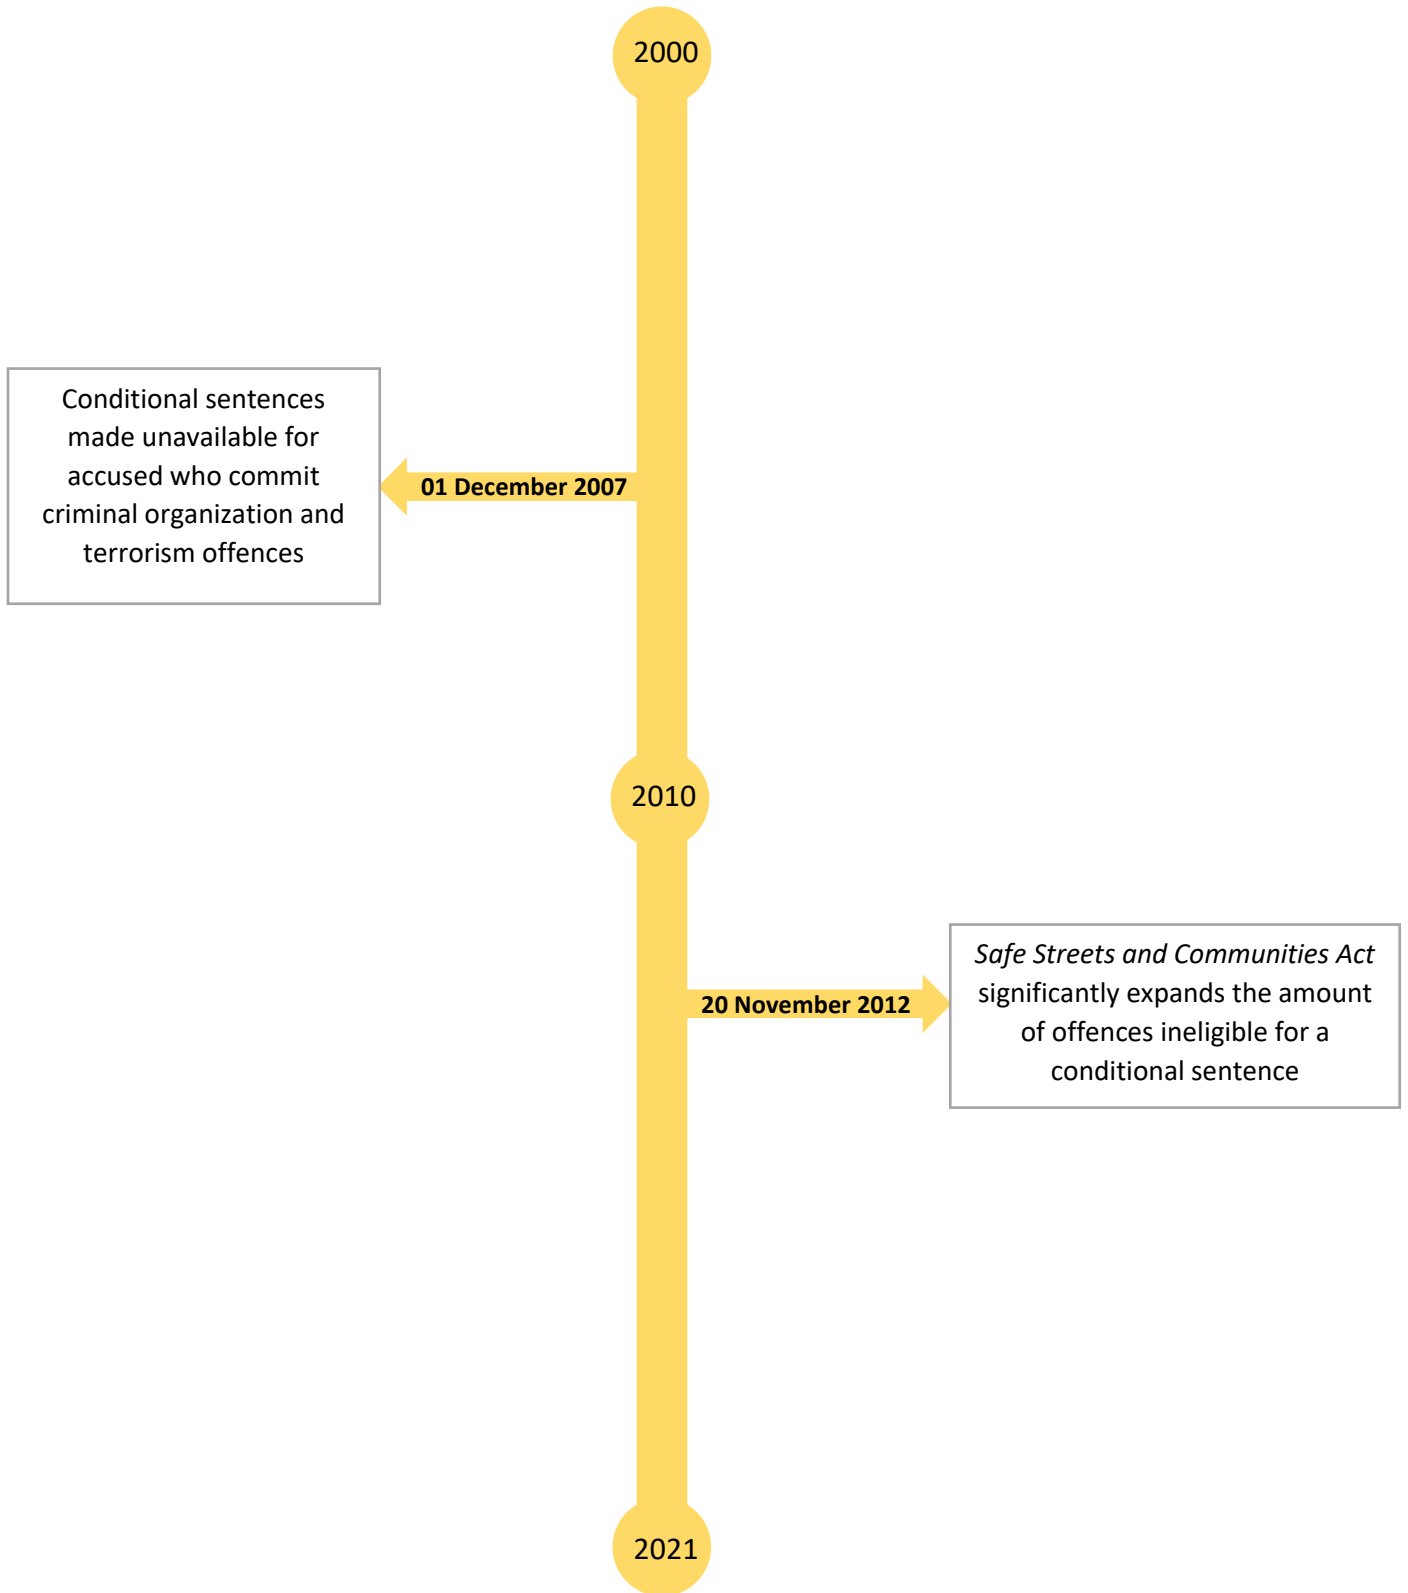 2000
Conditional sentences
made unavailable for
accused who commit
criminal organization and
terrorism offences
01 December 2007
2010
20 November 2012
Safe Streets and Communities Act
significantly expands the amount
of offences ineligible for a
conditional sentence
2021